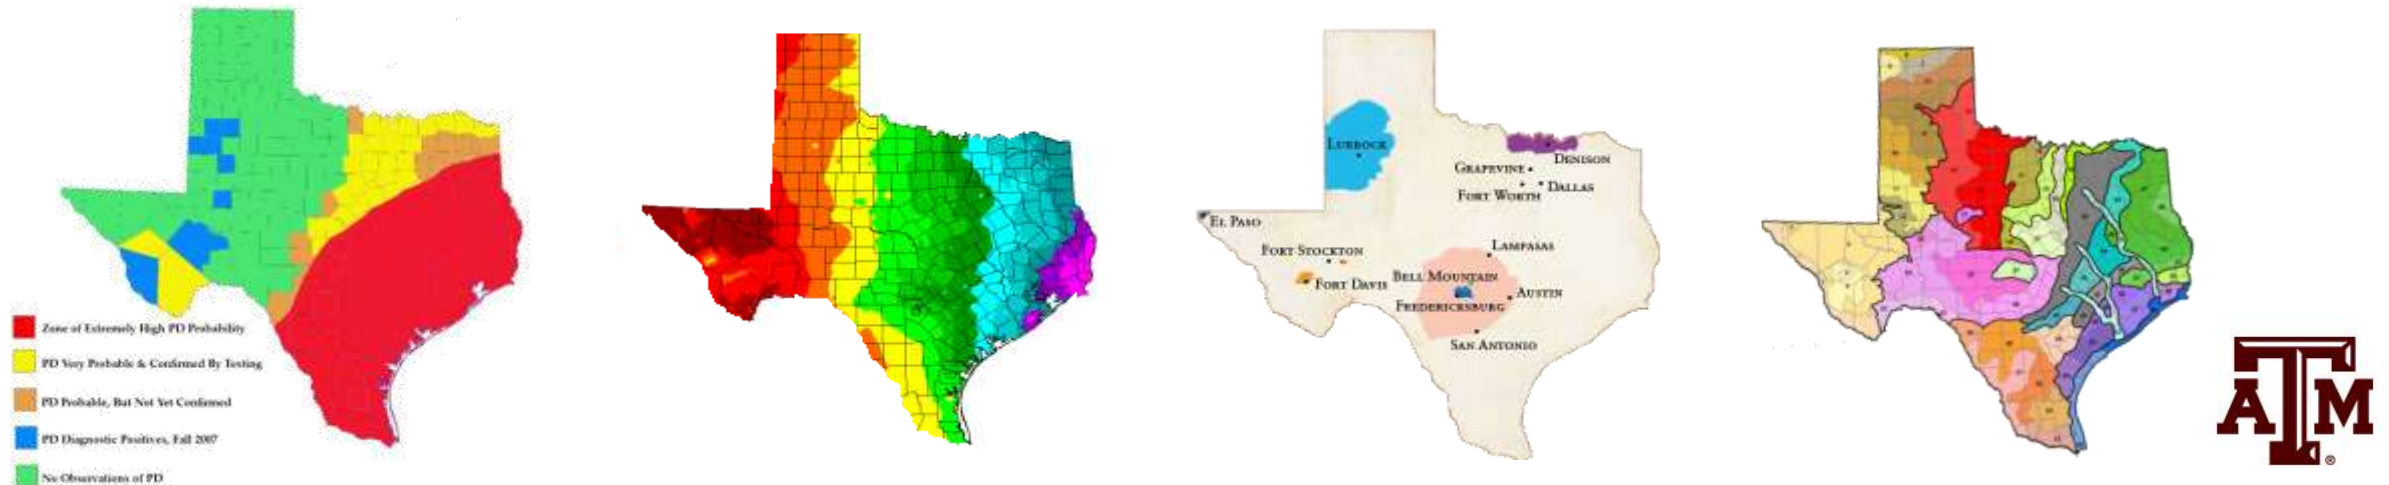 Zone of Extremely High PD Probability
PD Very Probable & Confirmed By Testing
PD Probable, But Not Yet Confirmed
PD Diagnostic Positives, Fall 2007
No Observations of PD
LUBBOCK
DENISON
GRAPEVINE
DALLAS
FORT WORTH
EL PASO
LAMPASAS
FORT STOCKTON
BELL MOUNTAIN
FORT DAVIS
AUSTIN
FREDERICKSBURG
SAN ANTONIO
ATM
®